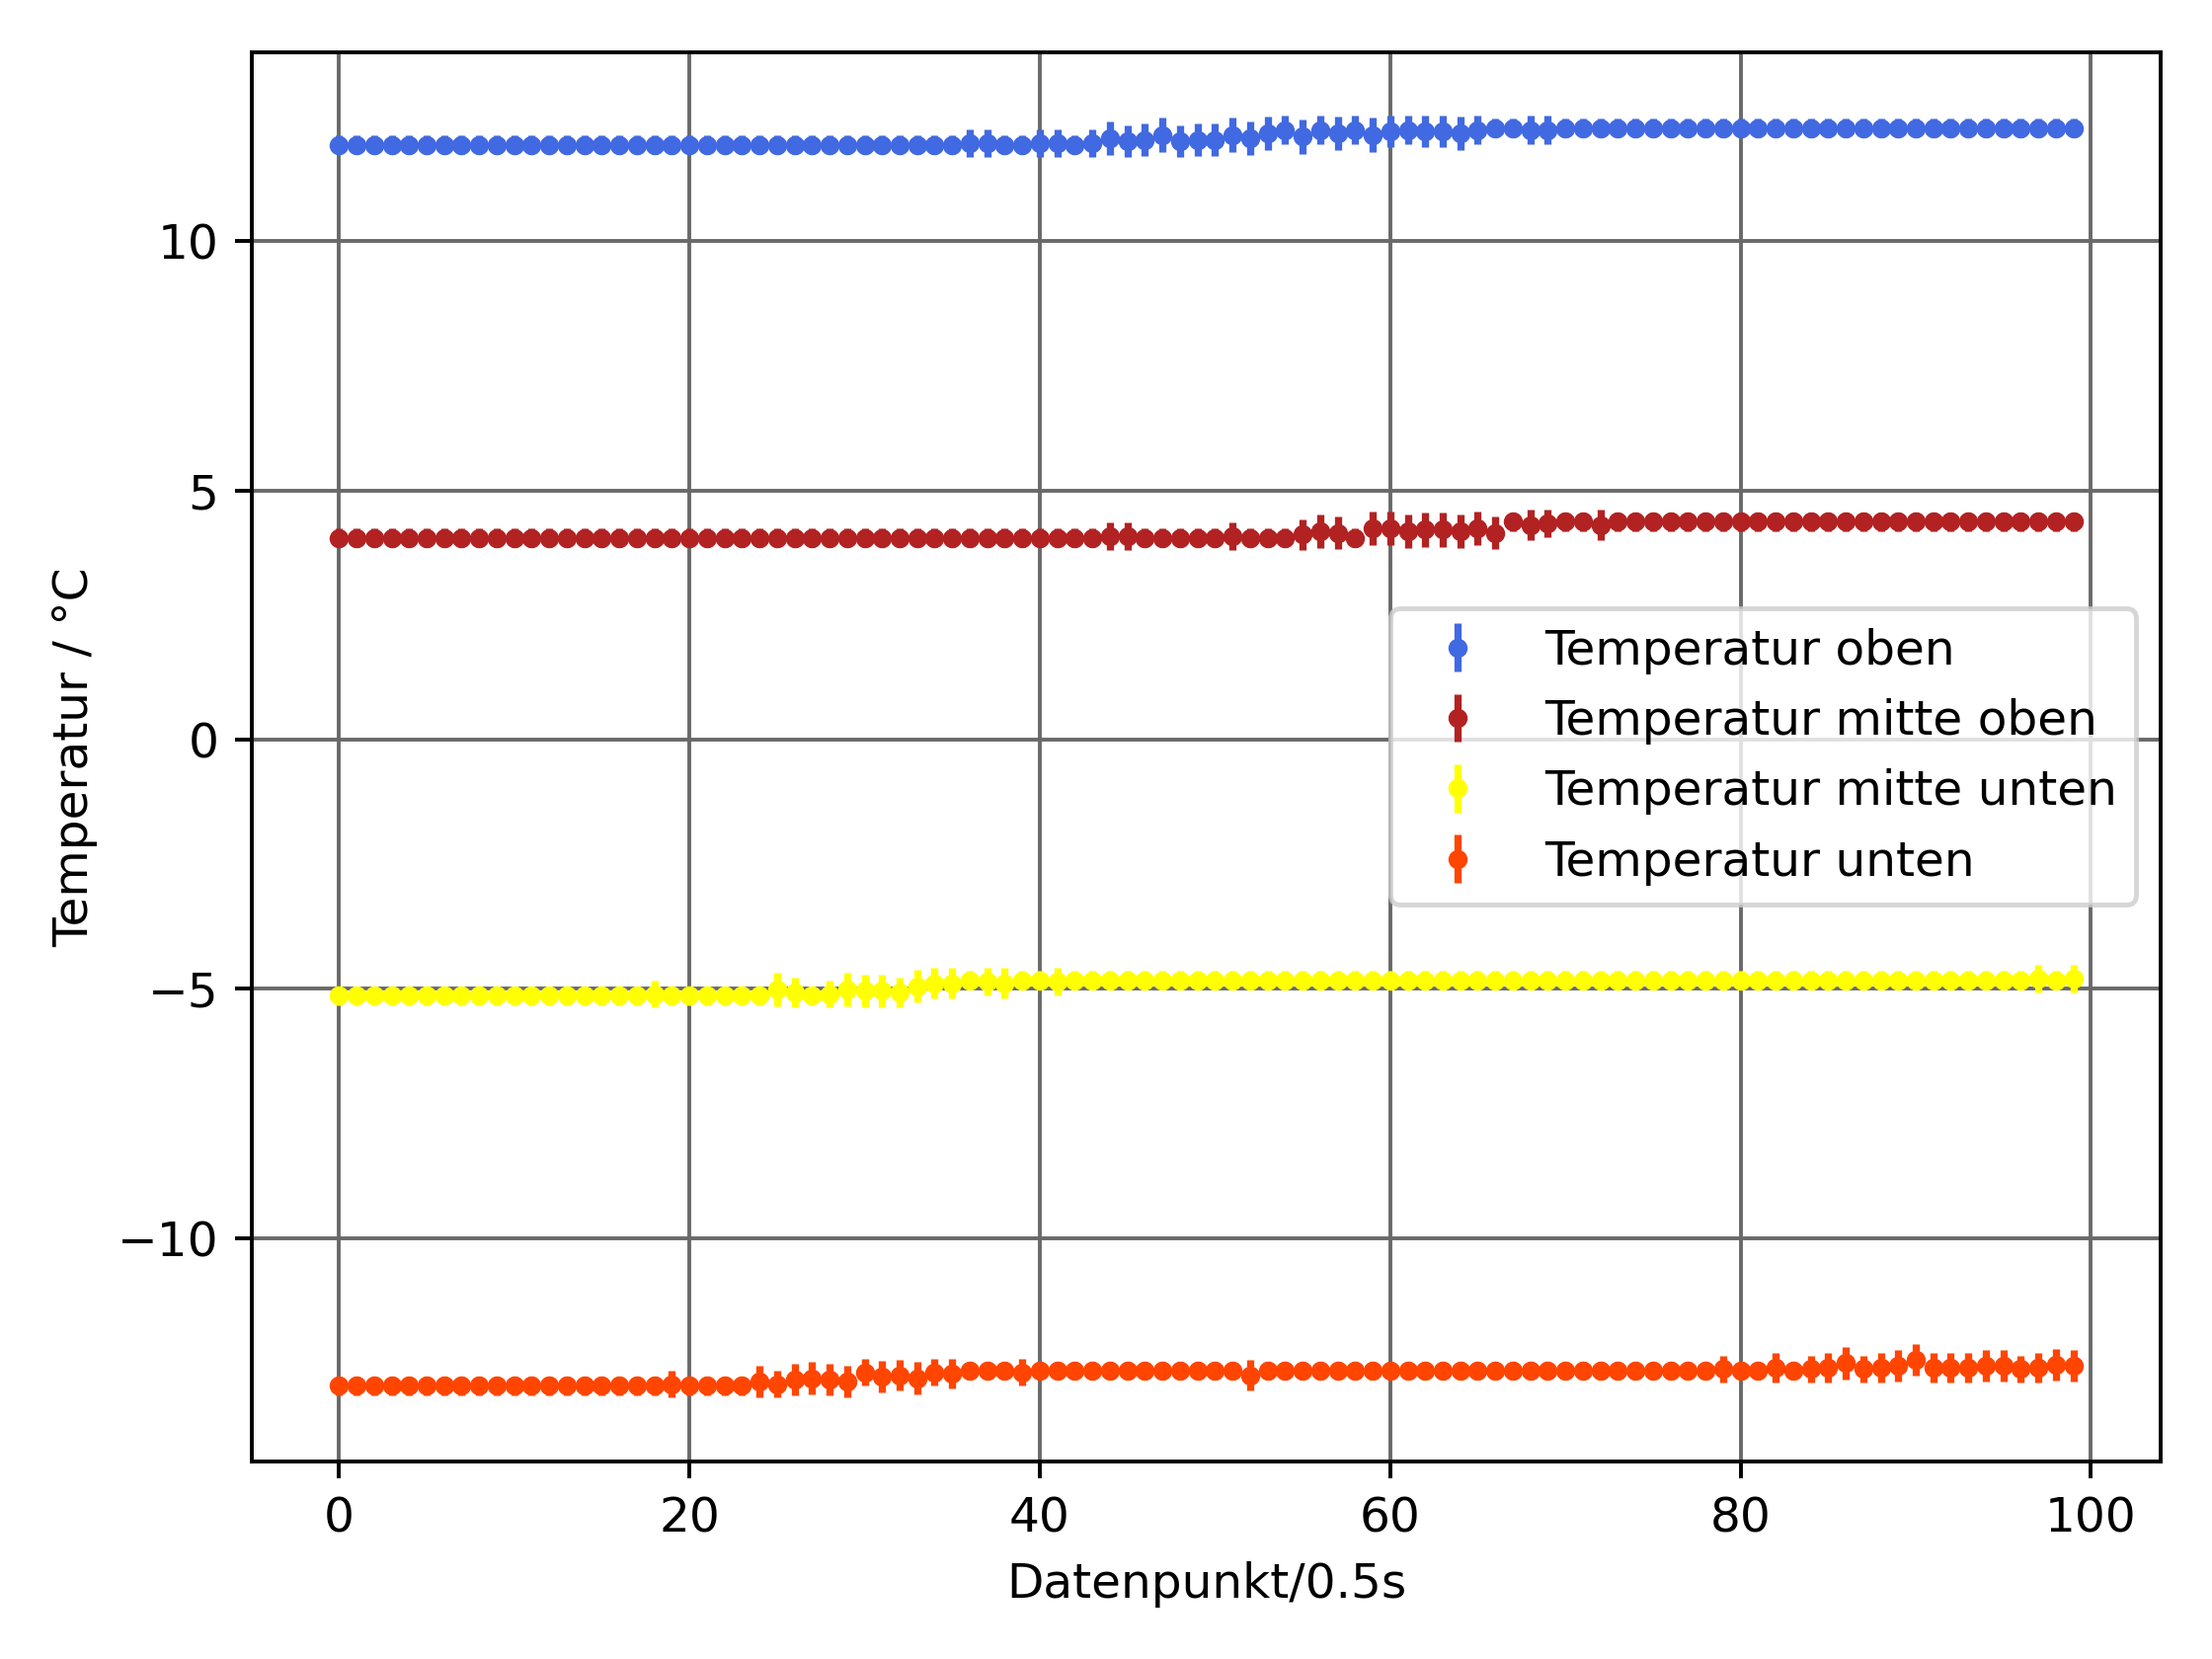 10
5
0
−5
−10
Temperatur / °C
Temperatur oben
Temperatur mitte oben
Temperatur mitte unten
Temperatur unten
0 20 40 60 80 100
Datenpunkt/0.5s